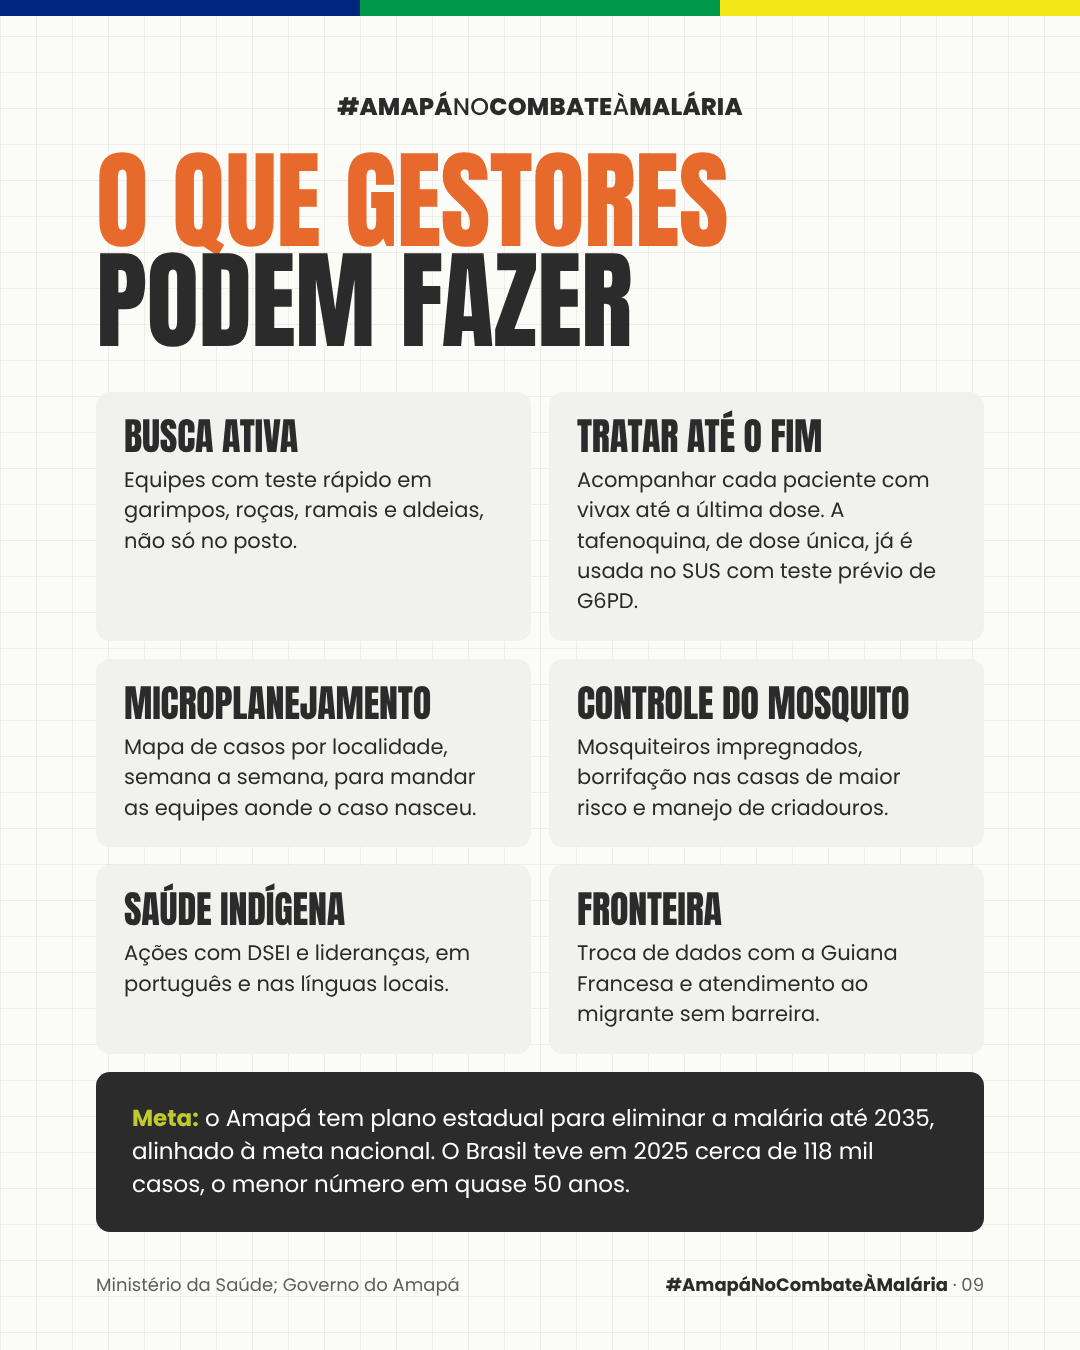 #AMAPÁNOCOMBATEÀMALÁRIA
O QUE GESTORES
PODEM FAZER
BUSCA ATIVA
Equipes com teste rápido em
garimpos, roças, ramais e aldeias,
não só no posto.
TRATAR ATÉ O FIM
Acompanhar cada paciente com
vivax até a última dose. A
tafenoquina, de dose única, já é
usada no SUS com teste prévio de
G6PD.
MICROPLANEJAMENTO
Mapa de casos por localidade,
semana a semana, para mandar
as equipes aonde o caso nasceu.
CONTROLE DO MOSQUITO
Mosquiteiros impregnados,
borrifação nas casas de maior
risco e manejo de criadouros.
SAÚDE INDÍGENA
Ações com DSEI e lideranças, em
português e nas línguas locais.
FRONTEIRA
Troca de dados com a Guiana
Francesa e atendimento ao
migrante sem barreira.
Meta: o Amapá tem plano estadual para eliminar a malária até 2035,
alinhado à meta nacional. O Brasil teve em 2025 cerca de 118 mil
casos, o menor número em quase 50 anos.
Ministério da Saúde; Governo do Amapá
#AmapáNoCombateÀMalária · 09